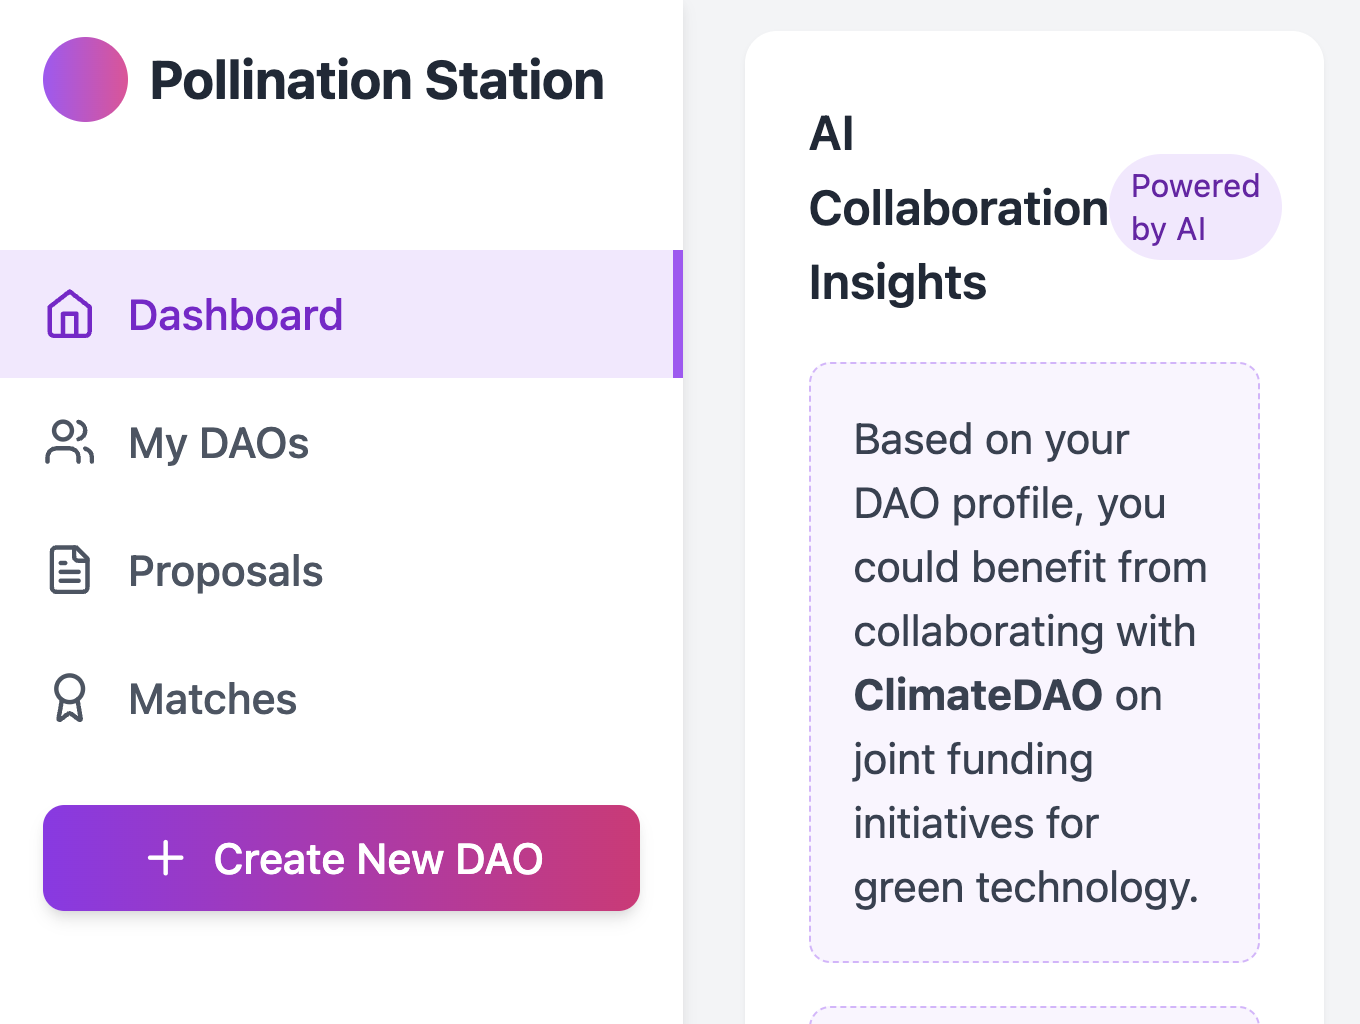 Pollination Station
Dashboard
My DAOs
Proposals
Matches
Create New DAO
AI
Collaboration
Insights
Powered
by AI
Based on your
DAO profile, you
could benefit from
collaborating with
ClimateDAO on
joint funding
initiatives for
green technology.